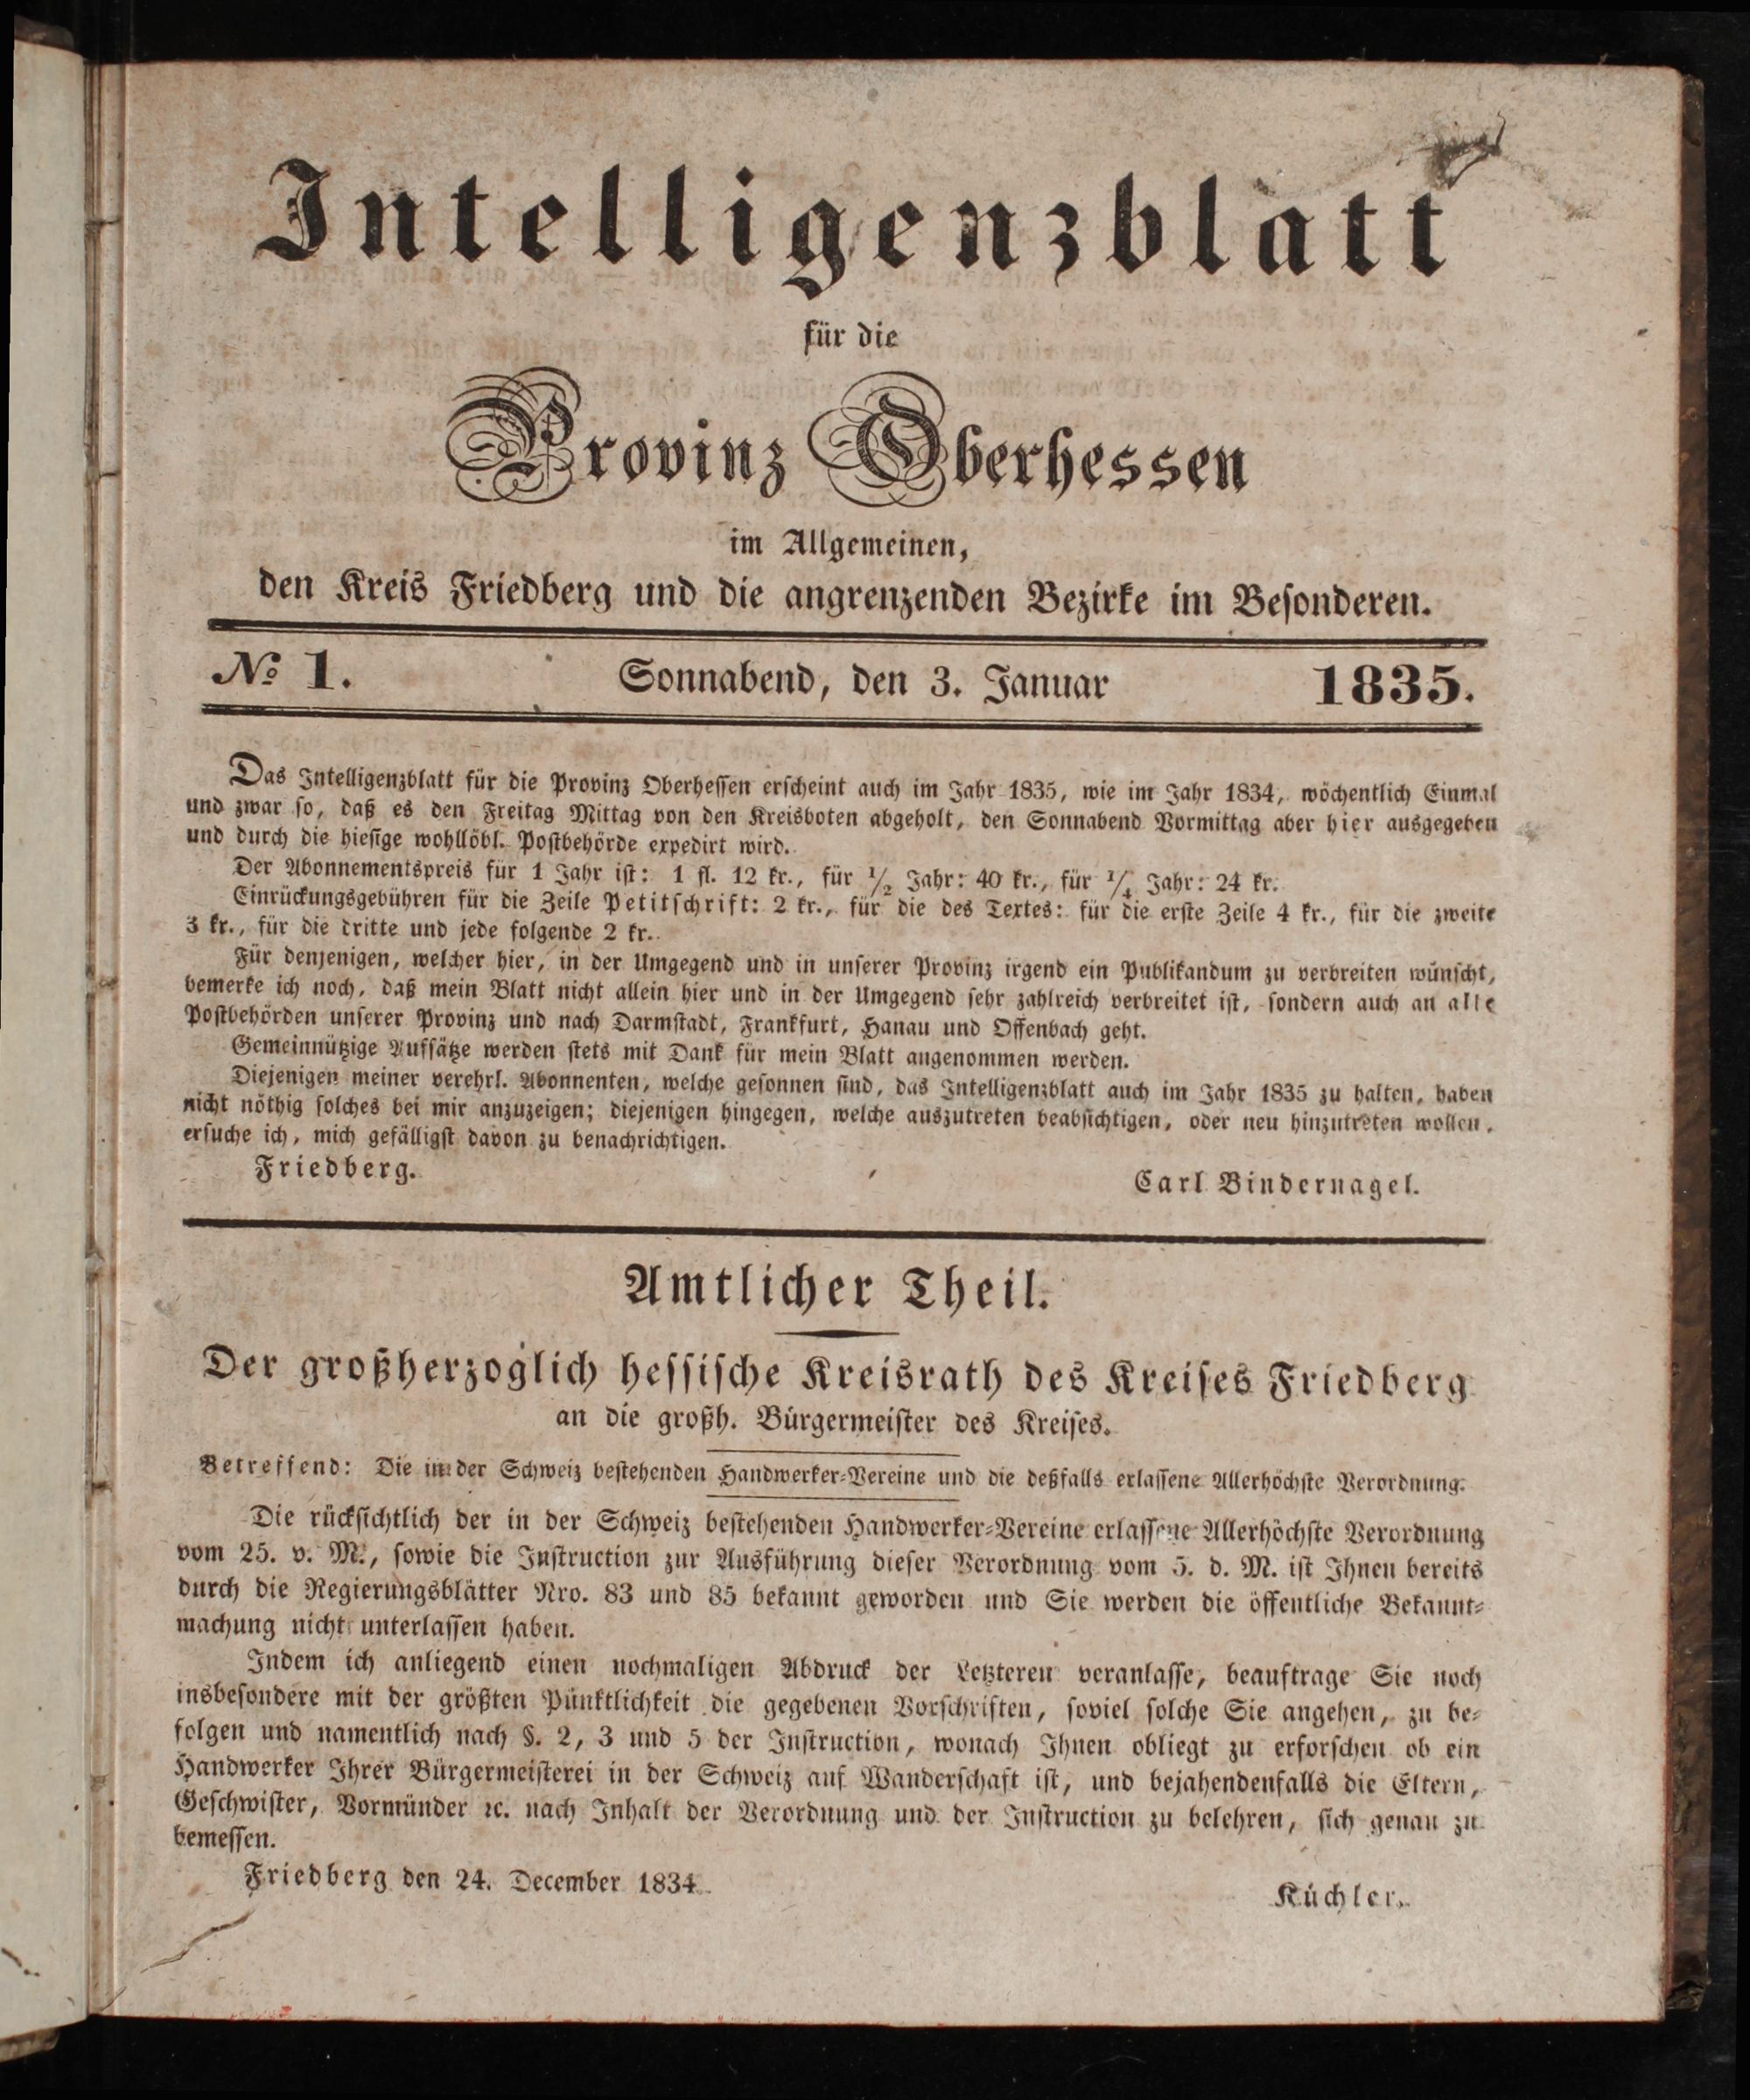 Intelligenzblatt
für die
Provinz Oberhessen
im Allgemeinen,
den Kreis Friedberg und die angrenzenden Bezirke im Beſonderen.
№ 1. Sonnabend, den 3. Januar 1835.
Das Intelligenzblatt für die Provinz Oberheſſen erſcheint auch im Jahr 1835, wie im Jahr 1834, wöchentlich Einmal
und zwar ſo, daß es den Freitag Mittag von den Kreisboten abgeholt, den Sonnabend Vormittag aber hier ausgegeben
und durch die hieſige wohllöbl. Poſtbehörde expedirt wird.
Der Abonnementspreis für 1 Jahr iſt: 1 fl. 12 kr., für 1/2 Jahr: 40 kr., für 1/4 Jahr: 24 kr.
Einrückungsgebühren für die Zeile Petitſchrift: 2 kr., für die des Textes: für die erſte Zeile 4 kr., für die zweite
3 kr., für die dritte und jede folgende 2 kr.
Für denjenigen, welcher hier, in der Umgegend und in unſerer Provinz irgend ein Publikandum zu verbreiten wünſcht,
bemerke ich noch, daß mein Blatt nicht allein hier und in der Umgegend ſehr zahlreich verbreitet iſt, ſondern auch an alle
Poſtbehörden unſerer Provinz und nach Darmſtadt, Frankfurt, Hanau und Offenbach geht.
Gemeinnützige Aufſätze werden ſtets mit Dank für mein Blatt angenommen werden.
Diejenigen meiner verehrl. Abonnenten, welche geſonnen ſind, das Intelligenzblatt auch im Jahr 1835 zu halten, haben
nicht nöthig ſolches bei mir anzuzeigen; diejenigen hingegen, welche auszutreten beabſichtigen, oder neu hinzutreten wollen,
erſuche ich, mich gefälligſt davon zu benachrichtigen.
Friedberg. Carl Bindernagel.
Amtlicher Theil.
Der großherzoglich heſſiſche Kreisrath des Kreiſes Friedberg
an die großh. Bürgermeiſter des Kreiſes.
Betreffend: Die in der Schweiz beſtehenden Handwerker-Vereine und die deßfalls erlaſſene Allerhöchſte Verordnung.
Die rückſichtlich der in der Schweiz beſtehenden Handwerker-Vereine erlaſſene Allerhöchſte Verordnung
vom 25. v. M., ſowie die Inſtruction zur Ausführung dieſer Verordnung vom 5. d. M. iſt Ihnen bereits
durch die Regierungsblätter Nro. 83 und 85 bekannt geworden und Sie werden die öffentliche Bekannt-
machung nicht unterlaſſen haben.
Indem ich anliegend einen nochmaligen Abdruck der Letzteren veranlaſſe, beauftrage Sie noch
insbeſondere mit der größten Pünktlichkeit die gegebenen Vorſchriften, ſoviel ſolche Sie angehen, zu be-
folgen und namentlich nach §. 2, 3 und 5 der Inſtruction, wonach Ihnen obliegt zu erforſchen ob ein
Handwerker Ihrer Bürgermeiſterei in der Schweiz auf Wanderſchaft iſt, und bejahendenfalls die Eltern,
Geſchwiſter, Vormünder ꝛc. nach Inhalt der Verordnung und der Inſtruction zu belehren, ſich genau zu
bemeſſen.
Friedberg den 24. December 1834.
Küchler.